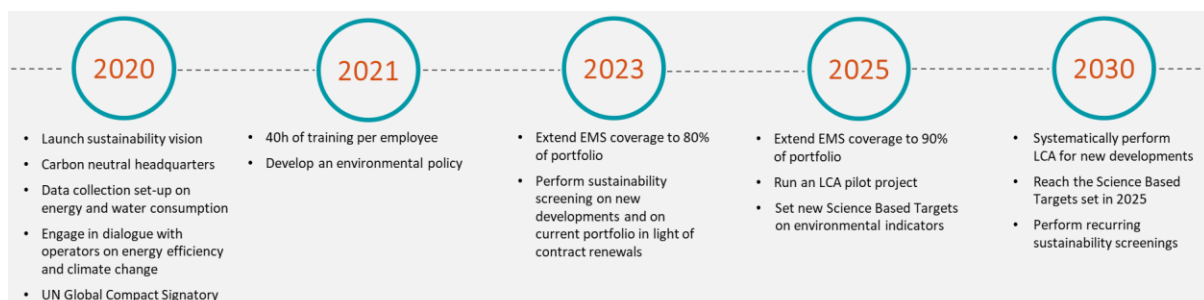 2020
• Launch sustainability vision
• Carbon neutral headquarters
• Data collection set-up on
energy and water consumption
• Engage in dialogue with
operators on energy efficiency
and climate change
• UN Global Compact Signatory
2021
• 40h of training per employee
• Develop an environmental policy
2023
• Extend EMS coverage to 80%
of portfolio
• Perform sustainability
screening on new
developments and on
current portfolio in light of
contract renewals
2025
• Extend EMS coverage to 90%
of portfolio
• Run an LCA pilot project
• Set new Science Based Targets
on environmental indicators
2030
• Systematically perform
LCA for new developments
• Reach the Science Based
Targets set in 2025
• Perform recurring
sustainability screenings